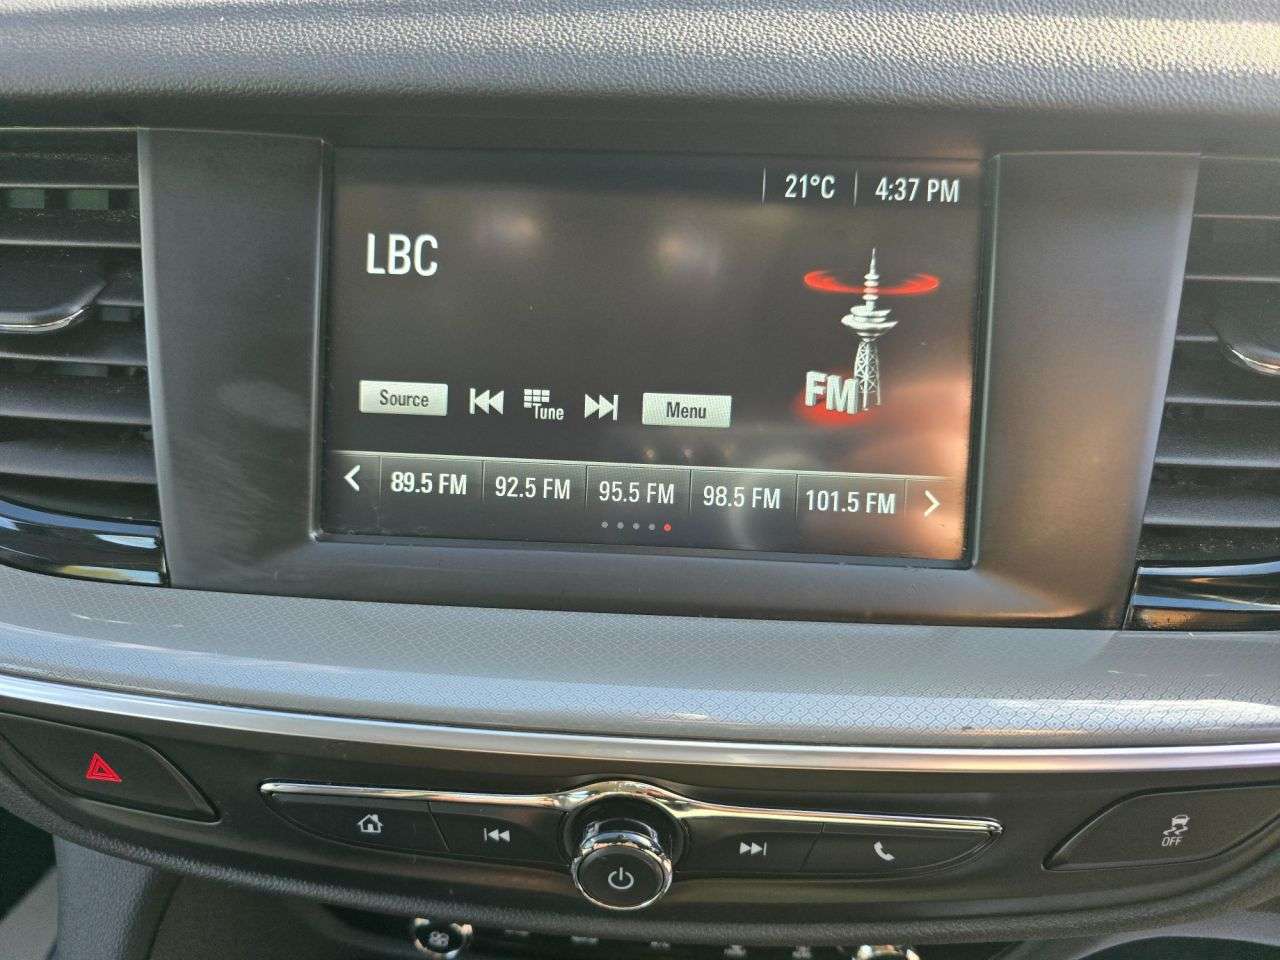 21°C 4:37 PM
LBC
FM
Source Tune Menu
89.5 FM 92.5 FM 95.5 FM 98.5 FM 101.5 FM
OFF